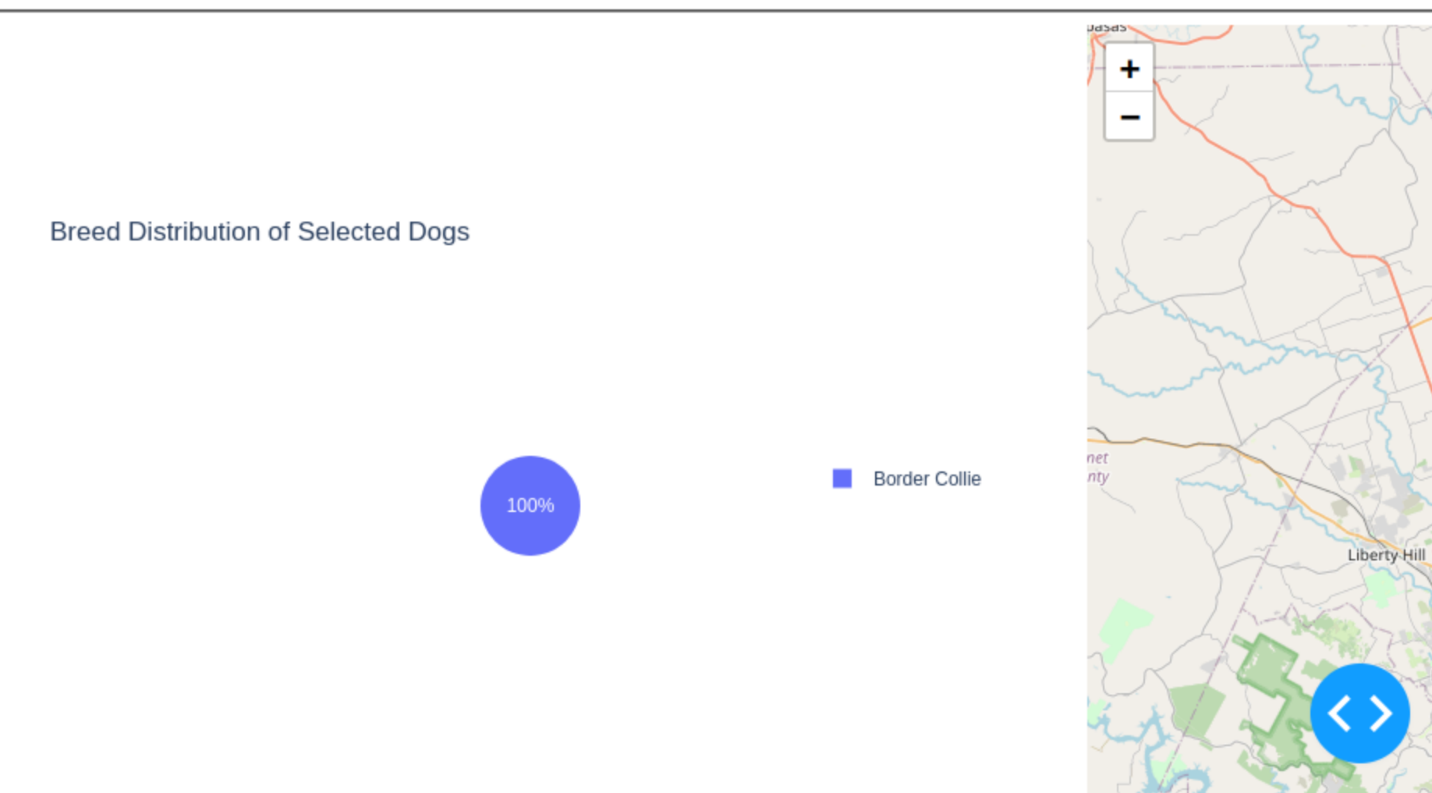 Breed Distribution of Selected Dogs
100%
Border Collie
+
−
Liberty Hill